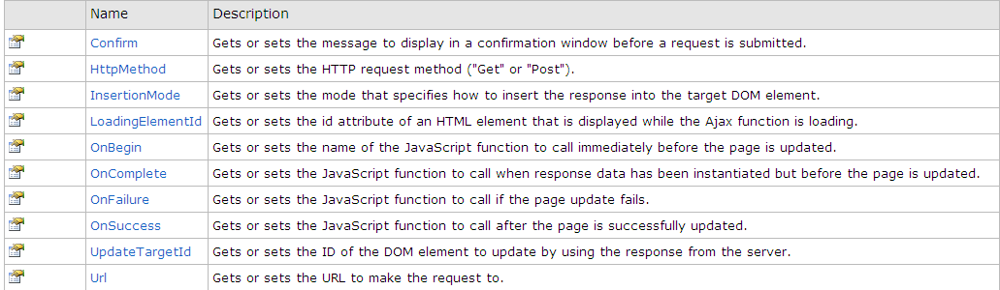 Name Description
Confirm Gets or sets the message to display in a confirmation window before a request is submitted.
HttpMethod Gets or sets the HTTP request method ("Get" or "Post").
InsertionMode Gets or sets the mode that specifies how to insert the response into the target DOM element.
LoadingElementId Gets or sets the id attribute of an HTML element that is displayed while the Ajax function is loading.
OnBegin Gets or sets the name of the JavaScript function to call immediately before the page is updated.
OnComplete Gets or sets the JavaScript function to call when response data has been instantiated but before the page is updated.
OnFailure Gets or sets the JavaScript function to call if the page update fails.
OnSuccess Gets or sets the JavaScript function to call after the page is successfully updated.
UpdateTargetId Gets or sets the ID of the DOM element to update by using the response from the server.
Url Gets or sets the URL to make the request to.